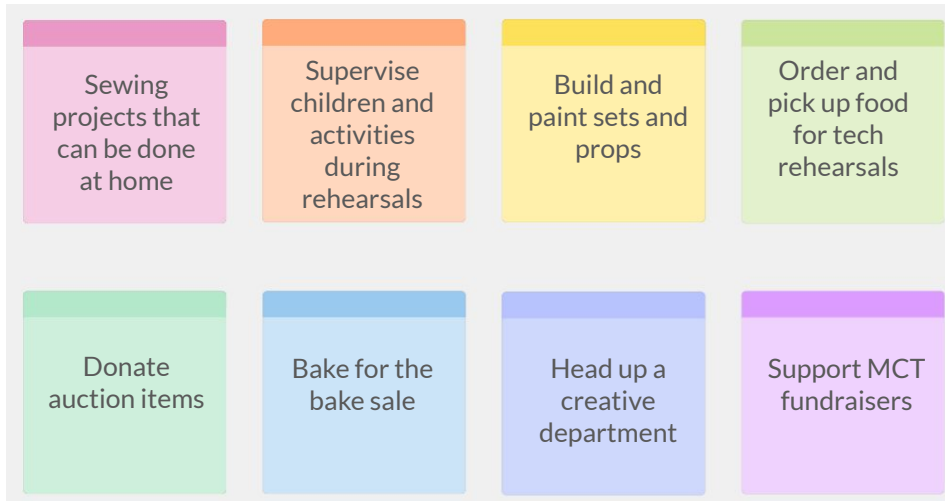 Sewing
projects that
can be done
at home
Supervise
children and
activities
during
rehearsals
Build and
paint sets and
props
Order and
pick up food
for tech
rehearsals
Donate
auction items
Bake for the
bake sale
Head up a
creative
department
Support MCT
fundraisers